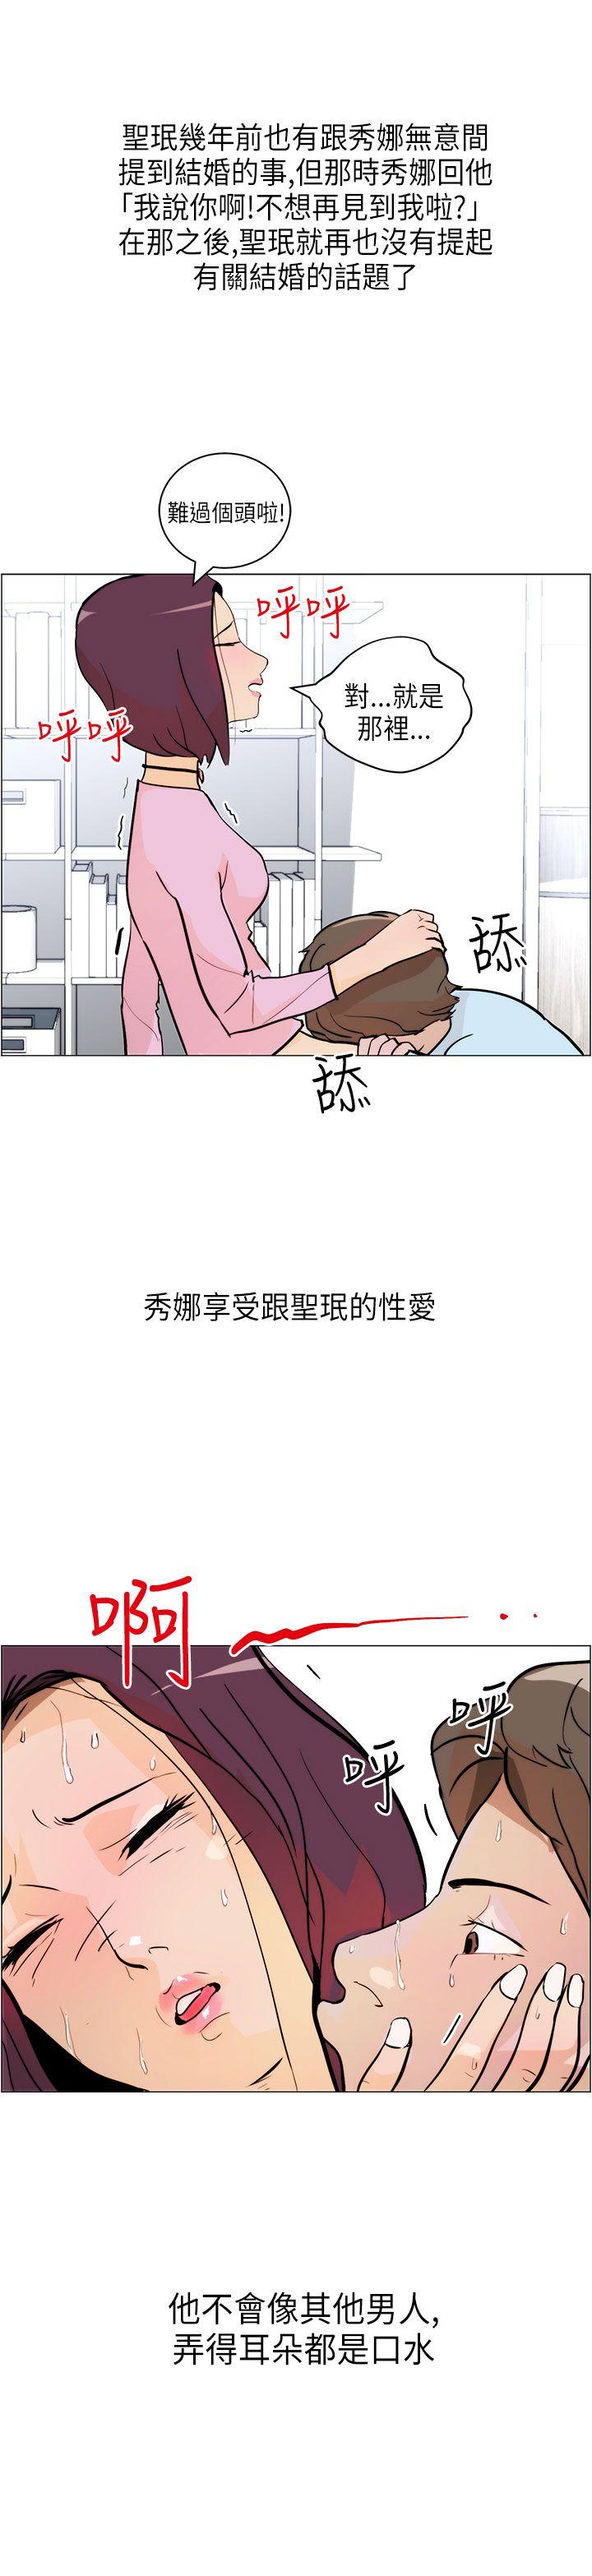 聖珉幾年前也有跟秀娜無意間
提到結婚的事,但那時秀娜回他
「我說你啊!不想再見到我啦?」
在那之後,聖珉就再也沒有提起
有關結婚的話題了
難過個頭啦!
呼呼
對...就是
那裡...
呼呼
舔
舔
秀娜享受跟聖珉的性愛
啊
呼
呼
他不會像其他男人,
弄得耳朵都是口水